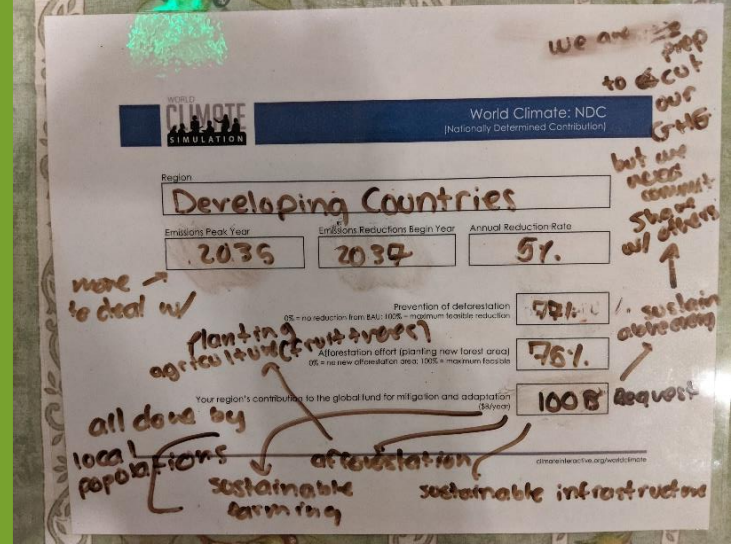 we are
prep
to cut
our
GHG
but we
need
commit
share
w/ others
WORLD
CLIMATE
SIMULATION
World Climate: NDC
(Nationally Determined Contribution)
Region
Developing Countries
Emissions Peak Year
Emissions Reductions Begin Year
Annual Reduction Rate
2035
2037
5%
more
to deal w/
Prevention of deforestation
0% = no reduction from BAU; 100% = maximum feasible reduction
sustain
planting
agriculture (fruit trees)
Afforestation effort (planting new forest area)
0% = no new afforestation area; 100% = maximum feasible
75%
Your region's contribution to the global fund for mitigation and adaptation
($B/year)
100B
Request
all done by
local
popolations
afforestation
climateinteractive.org/worldclimate
sustainable
farming
sustainable infrastructure